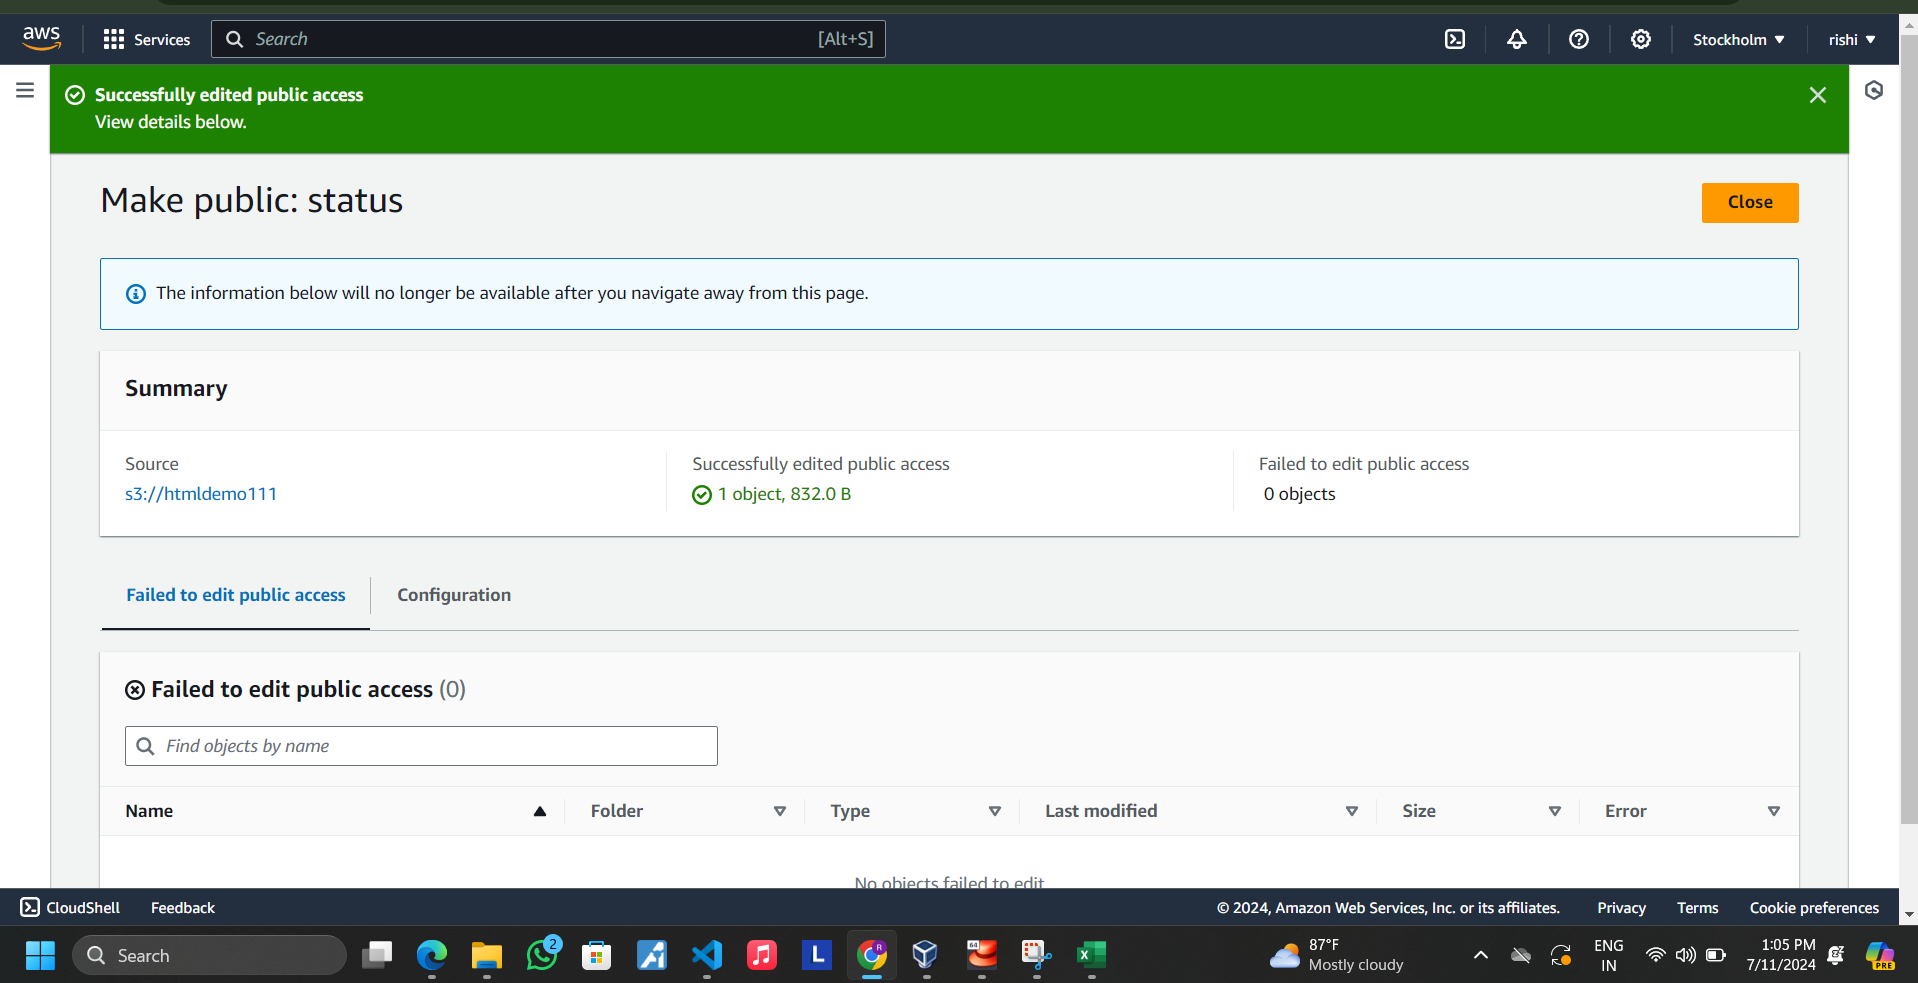 aws
Services
Search
[Alt+S]
Stockholm
rishi
Successfully edited public access
View details below.
Make public: status
Close
The information below will no longer be available after you navigate away from this page.
Summary
Source
s3://htmldemo111
Successfully edited public access
1 object, 832.0 B
Failed to edit public access
0 objects
Failed to edit public access
Configuration
Failed to edit public access (0)
Find objects by name
Name
Folder
Type
Last modified
Size
Error
No objects failed to edit
CloudShell
Feedback
© 2024, Amazon Web Services, Inc. or its affiliates.
Privacy
Terms
Cookie preferences
Search
2
L
R
64
X
87°F
Mostly cloudy
ENG
IN
1:05 PM
7/11/2024
PRE